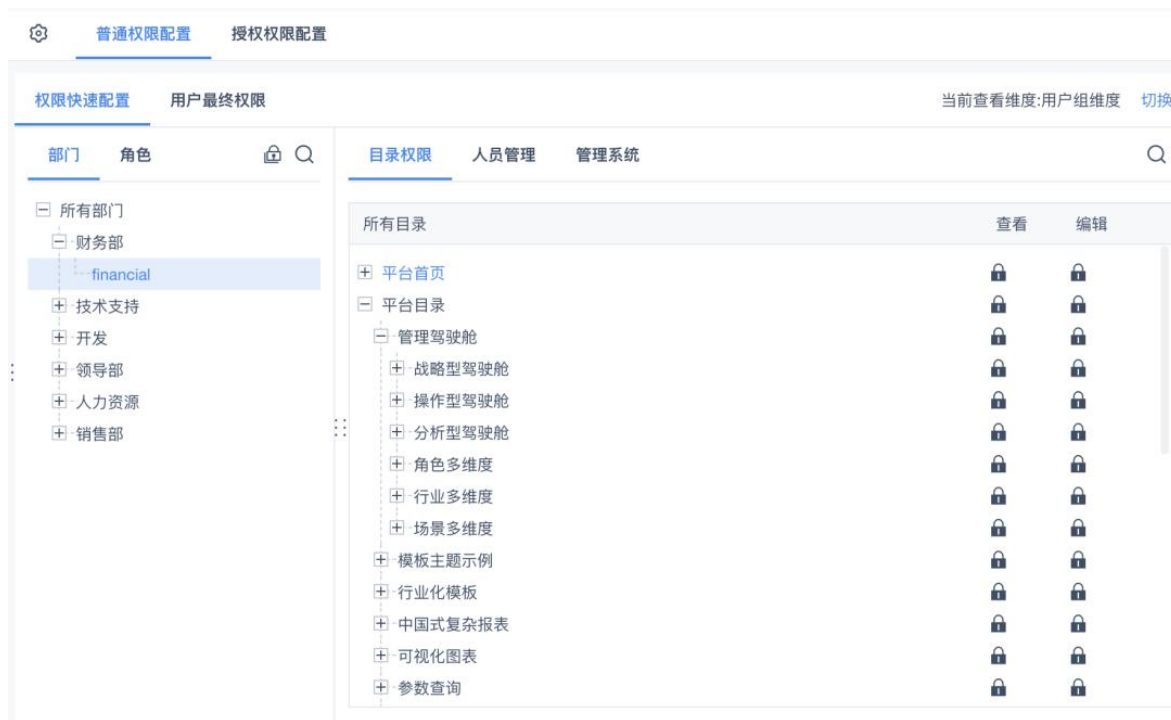 普通权限配置 授权权限配置
权限快速配置 用户最终权限 当前查看维度:用户组维度 切换
部门 角色 目录权限 人员管理 管理系统
所有部门
财务部
financial
技术支持
开发
领导部
人力资源
销售部
所有目录 查看 编辑
平台首页
平台目录
管理驾驶舱
战略型驾驶舱
操作型驾驶舱
分析型驾驶舱
角色多维度
行业多维度
场景多维度
模板主题示例
行业化模板
中国式复杂报表
可视化图表
参数查询